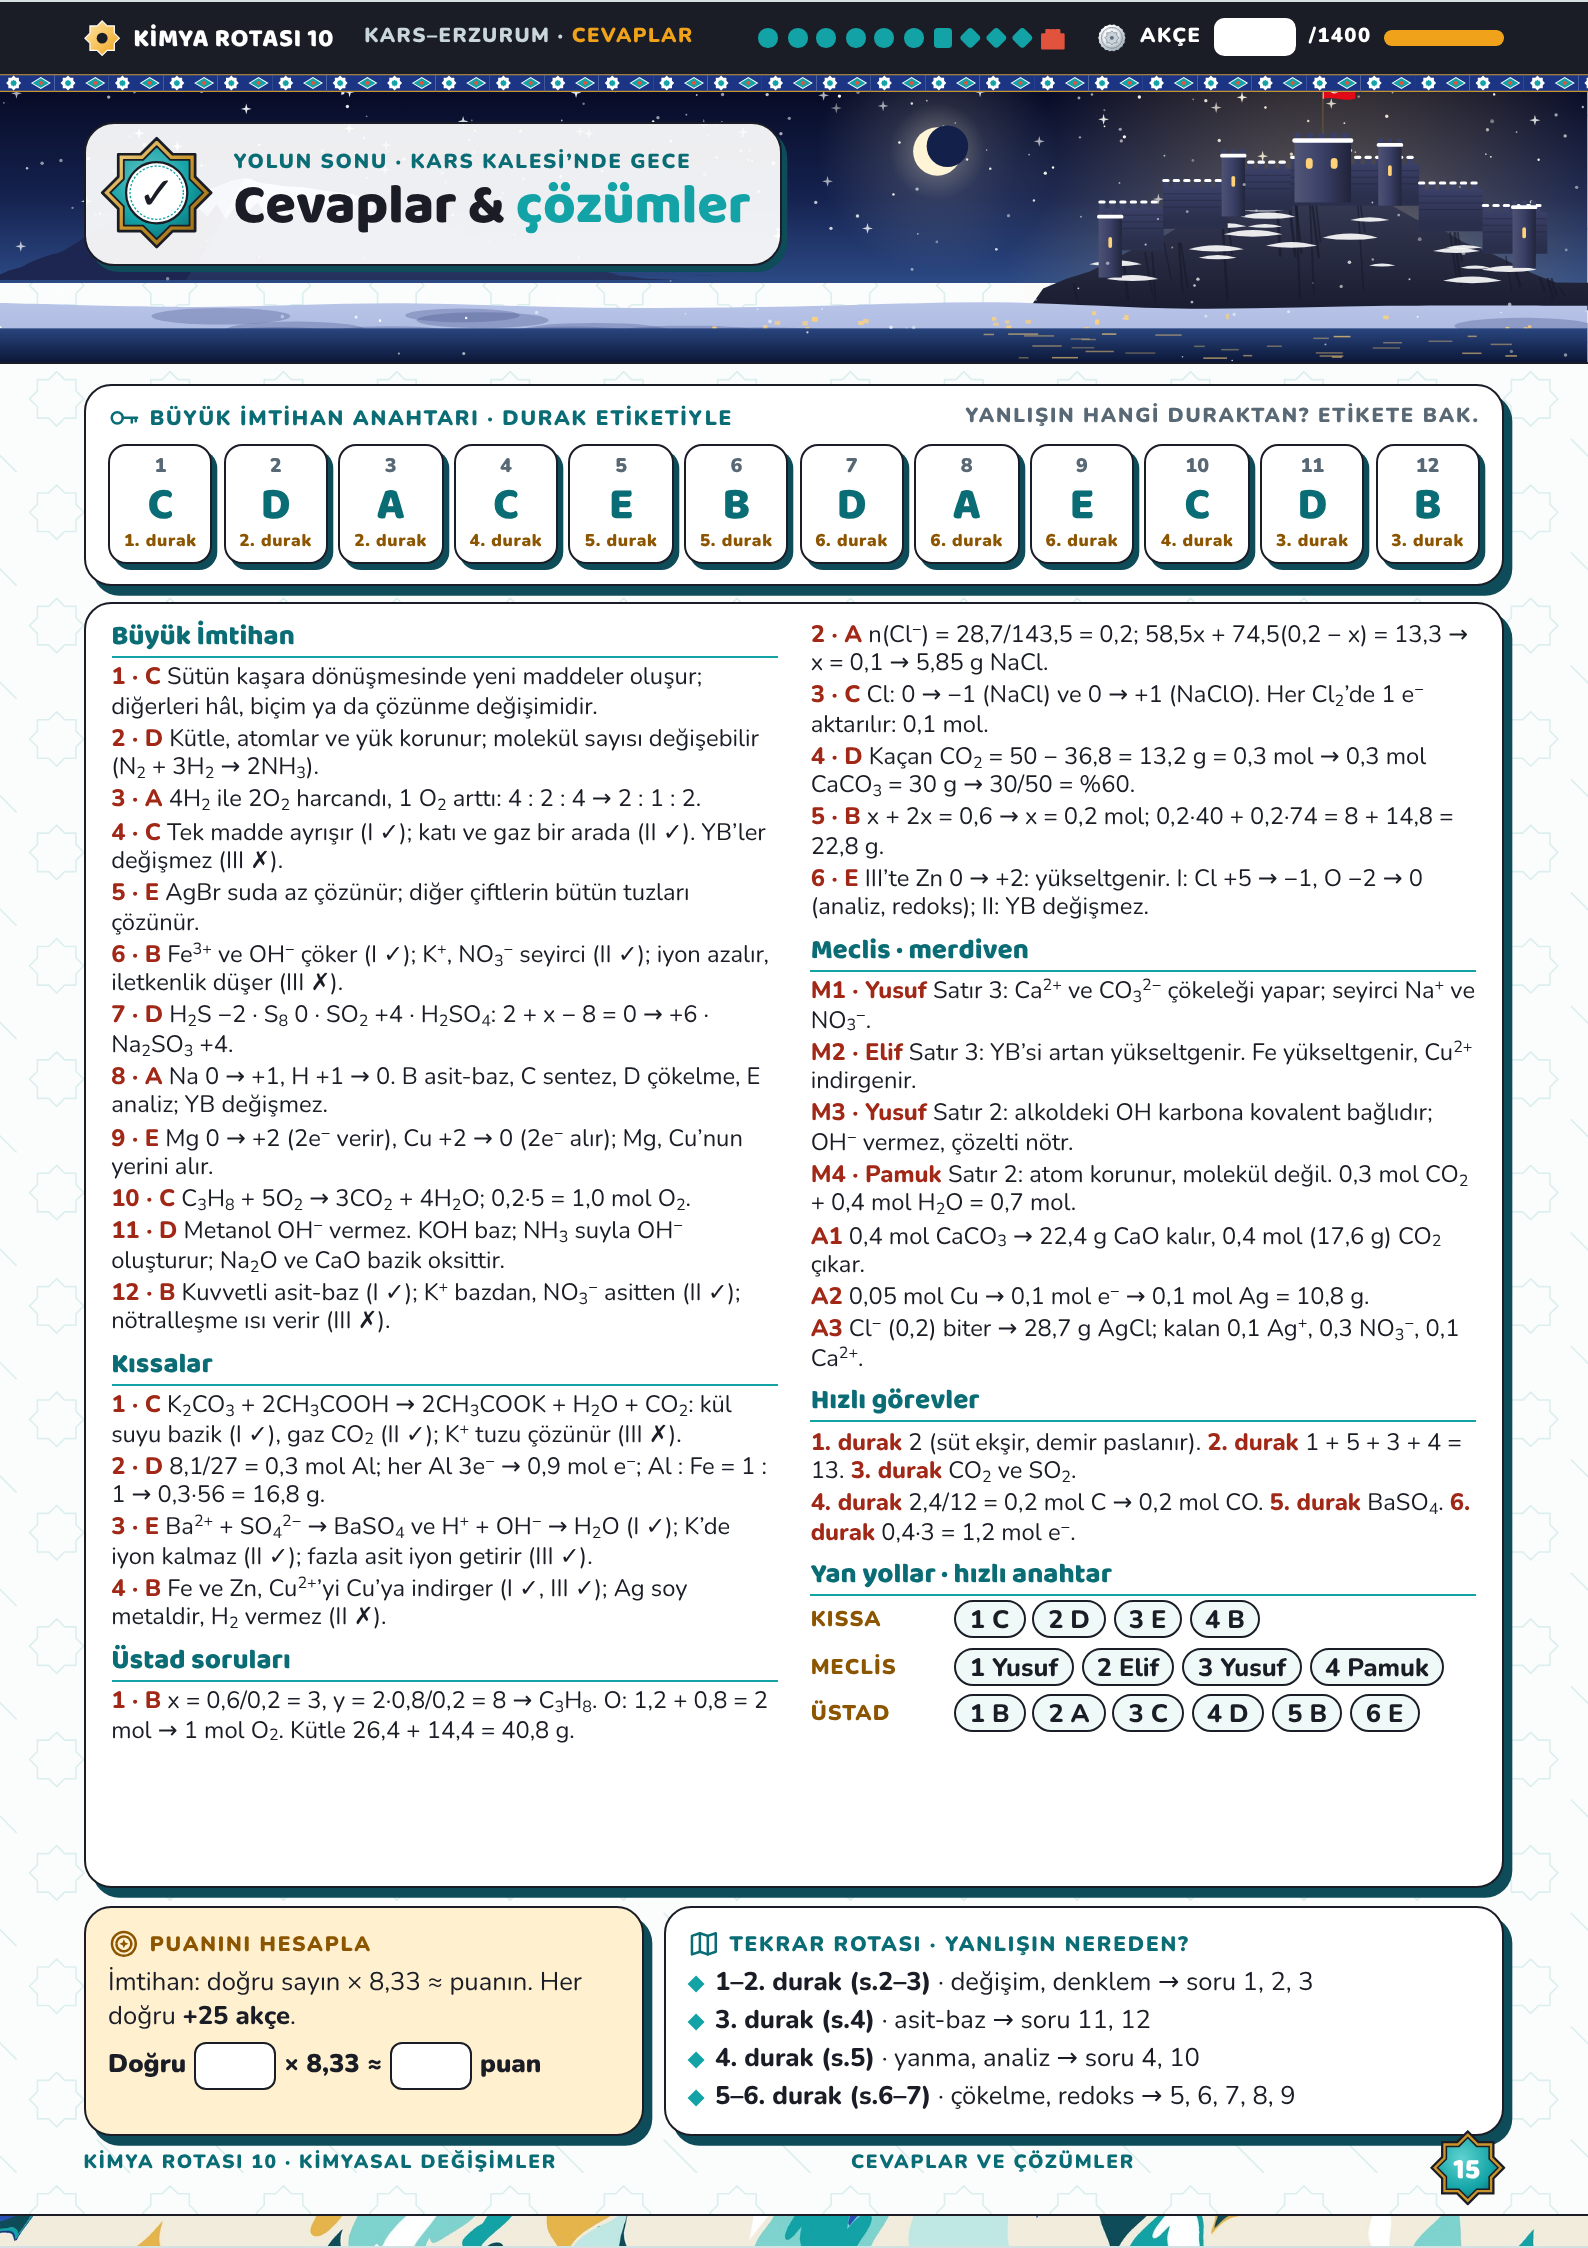 KİMYA ROTASI 10 KARS–ERZURUM · CEVAPLAR AKÇE /1400
YOLUN SONU · KARS KALESİ’NDE GECE
Cevaplar & çözümler
BÜYÜK İMTİHAN ANAHTARI · DURAK ETİKETİYLE
YANLIŞIN HANGİ DURAKTAN? ETİKETE BAK.
1 2 3 4 5 6 7 8 9 10 11 12
C D A C E B D A E C D B
1. durak 2. durak 2. durak 4. durak 5. durak 5. durak 6. durak 6. durak 6. durak 4. durak 3. durak 3. durak
Büyük İmtihan
1 · C Sütün kaşara dönüşmesinde yeni maddeler oluşur;
diğerleri hâl, biçim ya da çözünme değişimidir.
2 · D Kütle, atomlar ve yük korunur; molekül sayısı değişebilir
(N₂ + 3H₂ → 2NH₃).
3 · A 4H₂ ile 2O₂ harcandı, 1 O₂ arttı: 4 : 2 : 4 → 2 : 1 : 2.
4 · C Tek madde ayrışır (I ✓); katı ve gaz bir arada (II ✓). YB’ler
değişmez (III ✗).
5 · E AgBr suda az çözünür; diğer çiftlerin bütün tuzları
çözünür.
6 · B Fe³⁺ ve OH⁻ çöker (I ✓); K⁺, NO₃⁻ seyirci (II ✓); iyon azalır,
iletkenlik düşer (III ✗).
7 · D H₂S −2 · S₈ 0 · SO₂ +4 · H₂SO₄: 2 + x − 8 = 0 → +6 ·
Na₂SO₃ +4.
8 · A Na 0 → +1, H +1 → 0. B asit-baz, C sentez, D çökelme, E
analiz; YB değişmez.
9 · E Mg 0 → +2 (2e⁻ verir), Cu +2 → 0 (2e⁻ alır); Mg, Cu’nun
yerini alır.
10 · C C₃H₈ + 5O₂ → 3CO₂ + 4H₂O; 0,2·5 = 1,0 mol O₂.
11 · D Metanol OH⁻ vermez. KOH baz; NH₃ suyla OH⁻
oluşturur; Na₂O ve CaO bazik oksittir.
12 · B Kuvvetli asit-baz (I ✓); K⁺ bazdan, NO₃⁻ asitten (II ✓);
nötralleşme ısı verir (III ✗).
Kıssalar
1 · C K₂CO₃ + 2CH₃COOH → 2CH₃COOK + H₂O + CO₂: kül
suyu bazik (I ✓), gaz CO₂ (II ✓); K⁺ tuzu çözünür (III ✗).
2 · D 8,1/27 = 0,3 mol Al; her Al 3e⁻ → 0,9 mol e⁻; Al : Fe = 1 :
1 → 0,3·56 = 16,8 g.
3 · E Ba²⁺ + SO₄²⁻ → BaSO₄ ve H⁺ + OH⁻ → H₂O (I ✓); K’de
iyon kalmaz (II ✓); fazla asit iyon getirir (III ✓).
4 · B Fe ve Zn, Cu²⁺’yi Cu’ya indirger (I ✓, III ✓); Ag soy
metaldir, H₂ vermez (II ✗).
Üstad soruları
1 · B x = 0,6/0,2 = 3, y = 2·0,8/0,2 = 8 → C₃H₈. O: 1,2 + 0,8 = 2
mol → 1 mol O₂. Kütle 26,4 + 14,4 = 40,8 g.
2 · A n(Cl⁻) = 28,7/143,5 = 0,2; 58,5x + 74,5(0,2 − x) = 13,3 →
x = 0,1 → 5,85 g NaCl.
3 · C Cl: 0 → −1 (NaCl) ve 0 → +1 (NaClO). Her Cl₂’de 1 e⁻
aktarılır: 0,1 mol.
4 · D Kaçan CO₂ = 50 − 36,8 = 13,2 g = 0,3 mol → 0,3 mol
CaCO₃ = 30 g → 30/50 = %60.
5 · B x + 2x = 0,6 → x = 0,2 mol; 0,2·40 + 0,2·74 = 8 + 14,8 =
22,8 g.
6 · E III’te Zn 0 → +2: yükseltgenir. I: Cl +5 → −1, O −2 → 0
(analiz, redoks); II: YB değişmez.
Meclis · merdiven
M1 · Yusuf Satır 3: Ca²⁺ ve CO₃²⁻ çökeleği yapar; seyirci Na⁺ ve
NO₃⁻.
M2 · Elif Satır 3: YB’si artan yükseltgenir. Fe yükseltgenir, Cu²⁺
indirgenir.
M3 · Yusuf Satır 2: alkoldeki OH karbona kovalent bağlıdır;
OH⁻ vermez, çözelti nötr.
M4 · Pamuk Satır 2: atom korunur, molekül değil. 0,3 mol CO₂
+ 0,4 mol H₂O = 0,7 mol.
A1 0,4 mol CaCO₃ → 22,4 g CaO kalır, 0,4 mol (17,6 g) CO₂
çıkar.
A2 0,05 mol Cu → 0,1 mol e⁻ → 0,1 mol Ag = 10,8 g.
A3 Cl⁻ (0,2) biter → 28,7 g AgCl; kalan 0,1 Ag⁺, 0,3 NO₃⁻, 0,1
Ca²⁺.
Hızlı görevler
1. durak 2 (süt ekşir, demir paslanır). 2. durak 1 + 5 + 3 + 4 =
13. 3. durak CO₂ ve SO₂.
4. durak 2,4/12 = 0,2 mol C → 0,2 mol CO. 5. durak BaSO₄. 6.
durak 0,4·3 = 1,2 mol e⁻.
Yan yollar · hızlı anahtar
KISSA 1 C 2 D 3 E 4 B
MECLİS 1 Yusuf 2 Elif 3 Yusuf 4 Pamuk
ÜSTAD 1 B 2 A 3 C 4 D 5 B 6 E
PUANINI HESAPLA
İmtihan: doğru sayın × 8,33 ≈ puanın. Her
doğru +25 akçe.
Doğru × 8,33 ≈ puan
TEKRAR ROTASI · YANLIŞIN NEREDEN?
1–2. durak (s.2–3) · değişim, denklem → soru 1, 2, 3
3. durak (s.4) · asit-baz → soru 11, 12
4. durak (s.5) · yanma, analiz → soru 4, 10
5–6. durak (s.6–7) · çökelme, redoks → 5, 6, 7, 8, 9
KİMYA ROTASI 10 · KİMYASAL DEĞİŞİMLER CEVAPLAR VE ÇÖZÜMLER 15